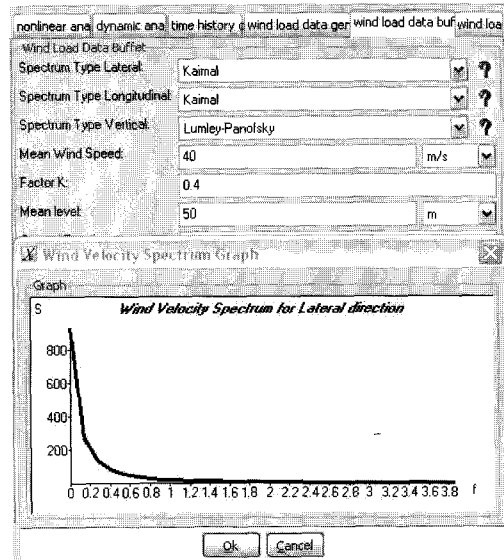 nonlinear ana dynamic ana time history wind load data ger wind load data buf wind loa
Wind Load Data Buffet
Spectrum Type Lateral: Kaimal ?
Spectrum Type Longitudinal: Kaimal ?
Spectrum Type Vertical: Lumley-Panofsky ?
Mean Wind Speed: 40 m/s
Factor K: 0.4
Mean level: 50 m
X Wind Velocity Spectrum Graph
Graph
S Wind Velocity Spectrum for Lateral direction
800
600
400
200
0 0.2 0.4 0.6 0.8 1 1.2 1.4 1.6 1.8 2 2.2 2.4 2.6 2.8 3 3.2 3.4 3.6 3.8 f
Ok Cancel